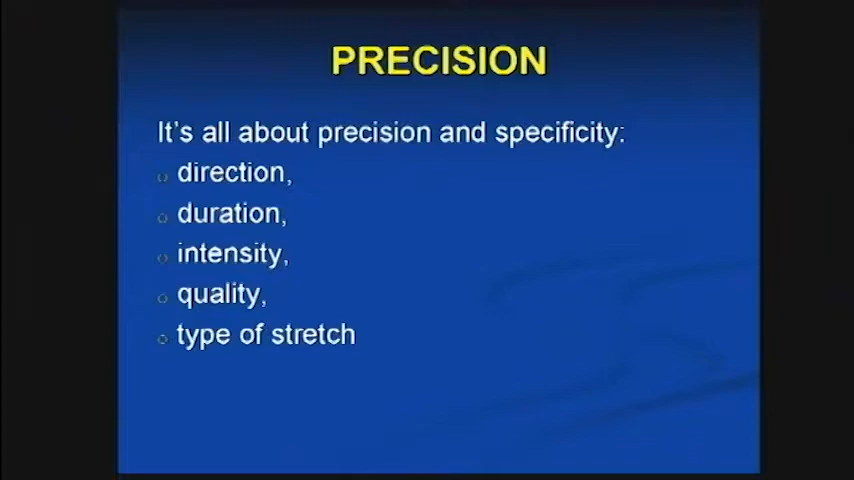 PRECISION
It's all about precision and specificity:
direction,
duration,
intensity,
quality,
type of stretch